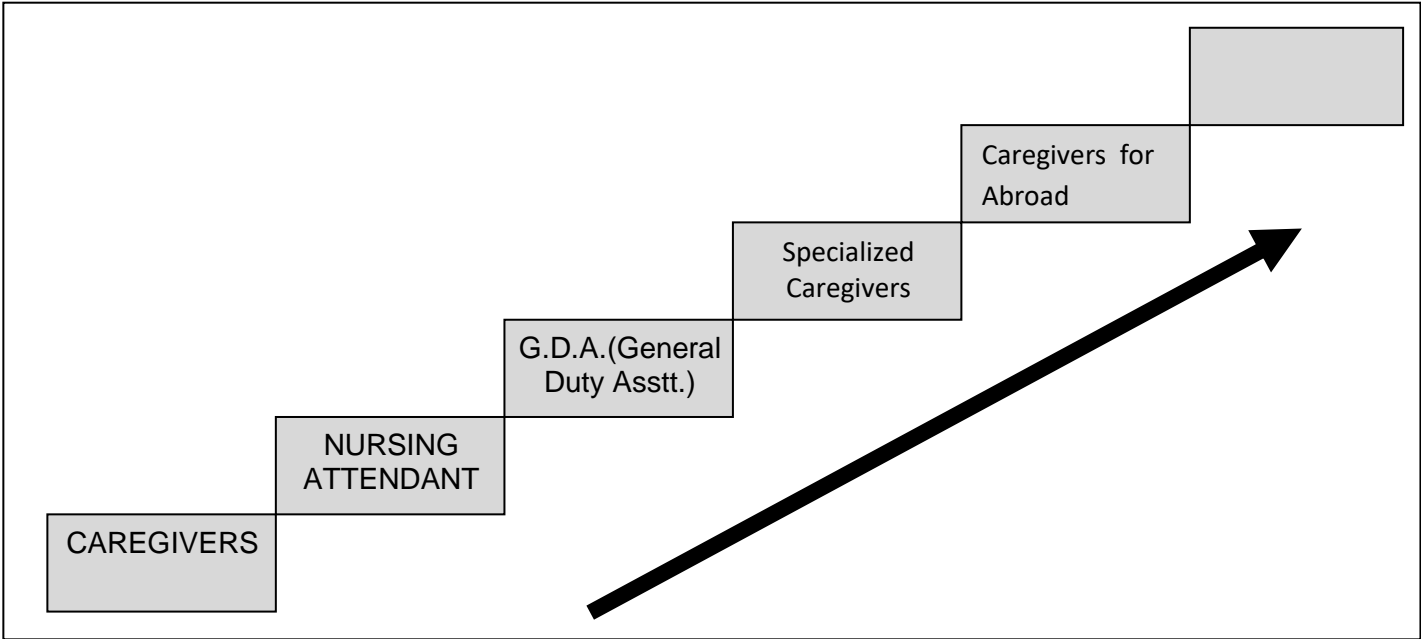 Caregivers for
Abroad
Specialized
Caregivers
G.D.A.(General
Duty Asstt.)
NURSING
ATTENDANT
CAREGIVERS